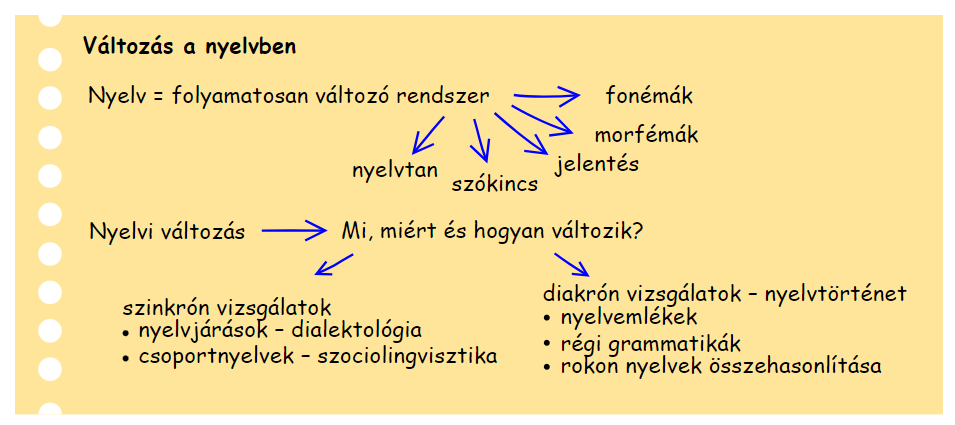 Változás a nyelvben
Nyelv = folyamatosan változó rendszer
fonémák
morfémák
jelentés
nyelvtan
szókincs
Nyelvi változás
Mi, miért és hogyan változik?
szinkrón vizsgálatok
• nyelvjárások – dialektológia
• csoportnyelvek – szociolingvisztika
diakrón vizsgálatok – nyelvtörténet
• nyelvemlékek
• régi grammatikák
• rokon nyelvek összehasonlítása